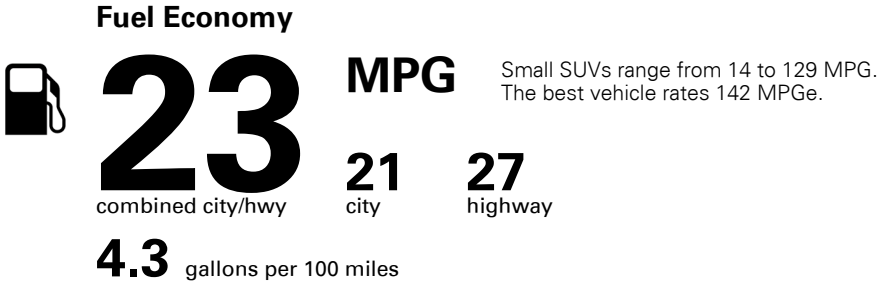 Fuel Economy
23 MPG
Small SUVs range from 14 to 129 MPG.
The best vehicle rates 142 MPGe.
combined city/hwy
21 city
27 highway
4.3 gallons per 100 miles